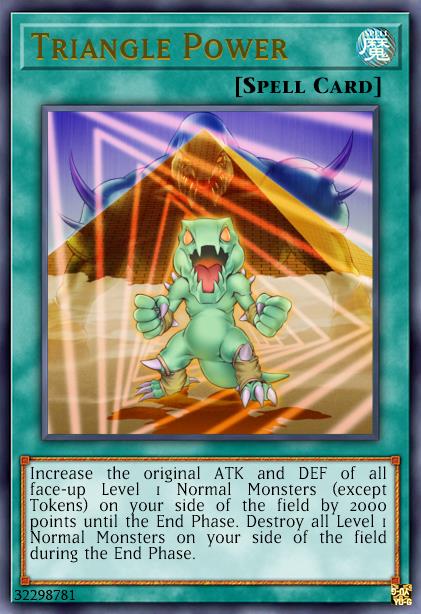 Triangle Power
SPELL
魔
[Spell Card]
Increase the original ATK and DEF of all
face-up Level 1 Normal Monsters (except
Tokens) on your side of the field by 2000
points until the End Phase. Destroy all Level 1
Normal Monsters on your side of the field
during the End Phase.
32298781